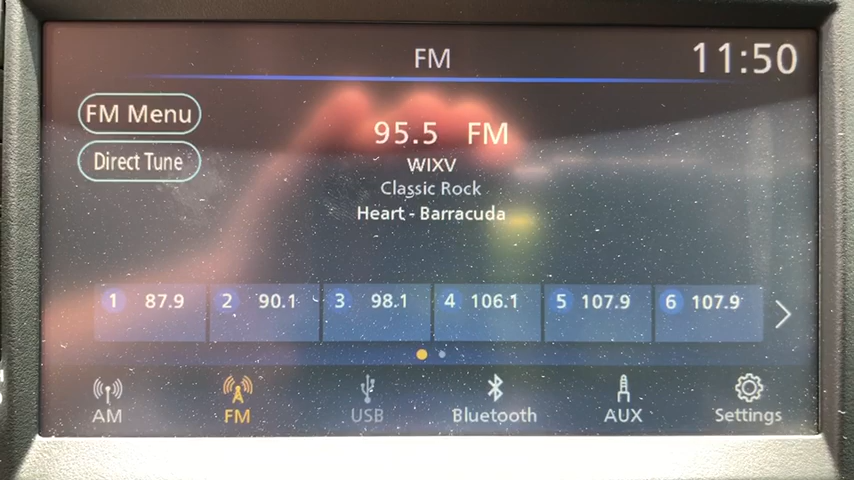 FM 11:50
FM Menu
Direct Tune
95.5 FM
WIXV
Classic Rock
Heart - Barracuda
1 87.9 2 90.1 3 98.1 4 106.1 5 107.9 6 107.9
AM FM USB Bluetooth AUX Settings